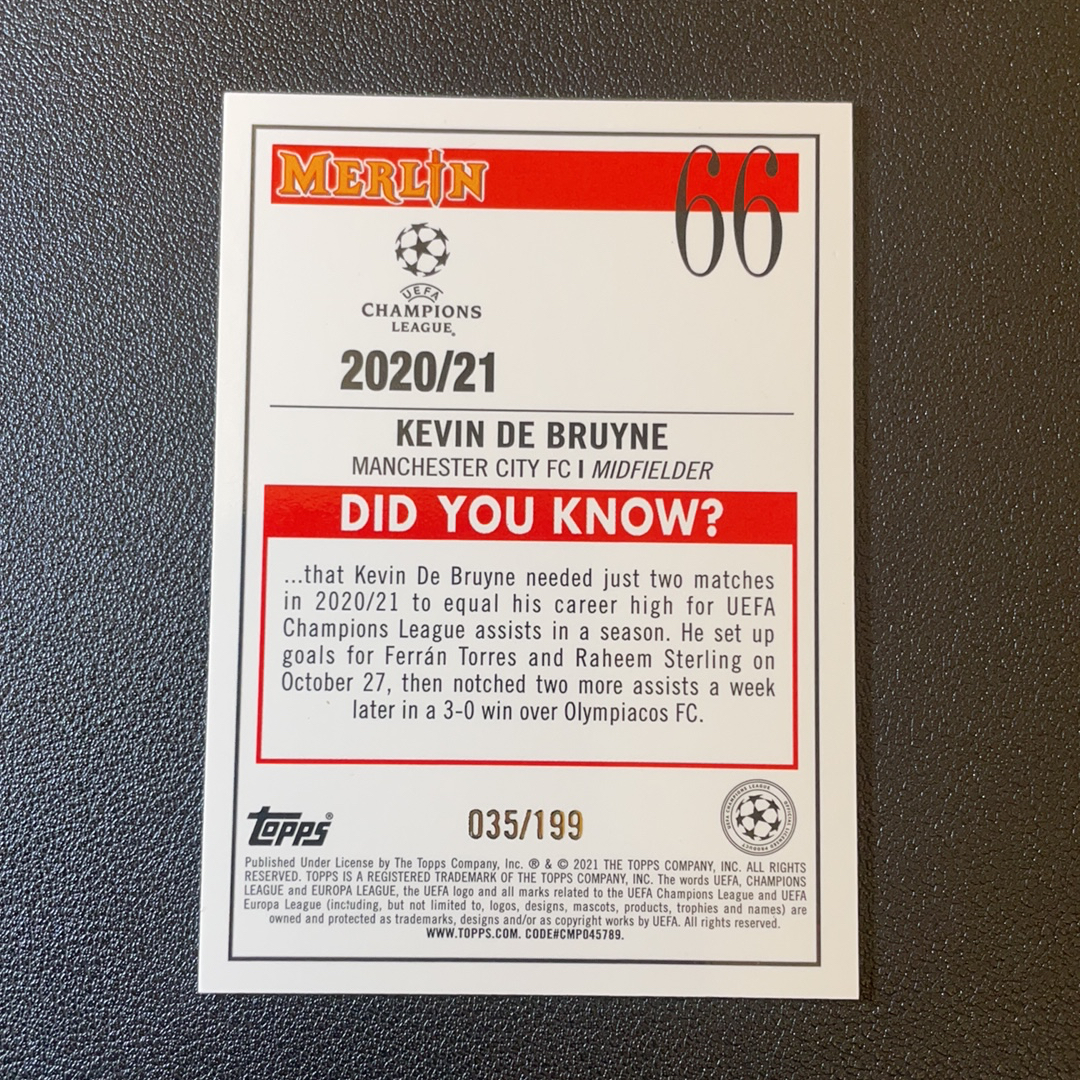 MERLIN
66
UEFA
CHAMPIONS
LEAGUE®
2020/21
KEVIN DE BRUYNE
MANCHESTER CITY FC | MIDFIELDER
DID YOU KNOW?
...that Kevin De Bruyne needed just two matches
in 2020/21 to equal his career high for UEFA
Champions League assists in a season. He set up
goals for Ferrán Torres and Raheem Sterling on
October 27, then notched two more assists a week
later in a 3-0 win over Olympiacos FC.
Topps®
035/199
UEFA CHAMPIONS LEAGUE OFFICIAL LICENSED PRODUCT
Published Under License by The Topps Company, Inc. ® & © 2021 THE TOPPS COMPANY, INC. ALL RIGHTS
RESERVED. TOPPS IS A REGISTERED TRADEMARK OF THE TOPPS COMPANY, INC. The words UEFA, CHAMPIONS
LEAGUE and EUROPA LEAGUE, the UEFA logo and all marks related to the UEFA Champions League and UEFA
Europa League (including, but not limited to, logos, designs, mascots, products, trophies and names) are
owned and protected as trademarks, designs and/or as copyright works by UEFA. All rights reserved.
WWW.TOPPS.COM. CODE#CMP045789.